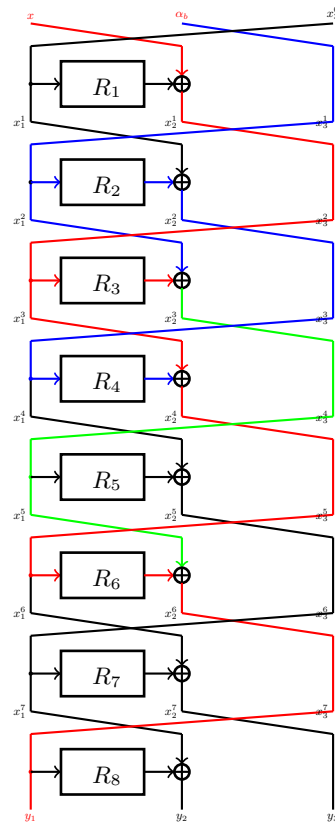 x α_b
R_1
x_1^1 x_2^1 x_3^1
R_2
x_1^2 x_2^2 x_3^2
R_3
x_1^3 x_2^3 x_3^3
R_4
x_1^4 x_2^4 x_3^4
R_5
x_1^5 x_2^5 x_3^5
R_6
x_1^6 x_2^6 x_3^6
R_7
x_1^7 x_2^7 x_3^7
R_8
y_1 y_2